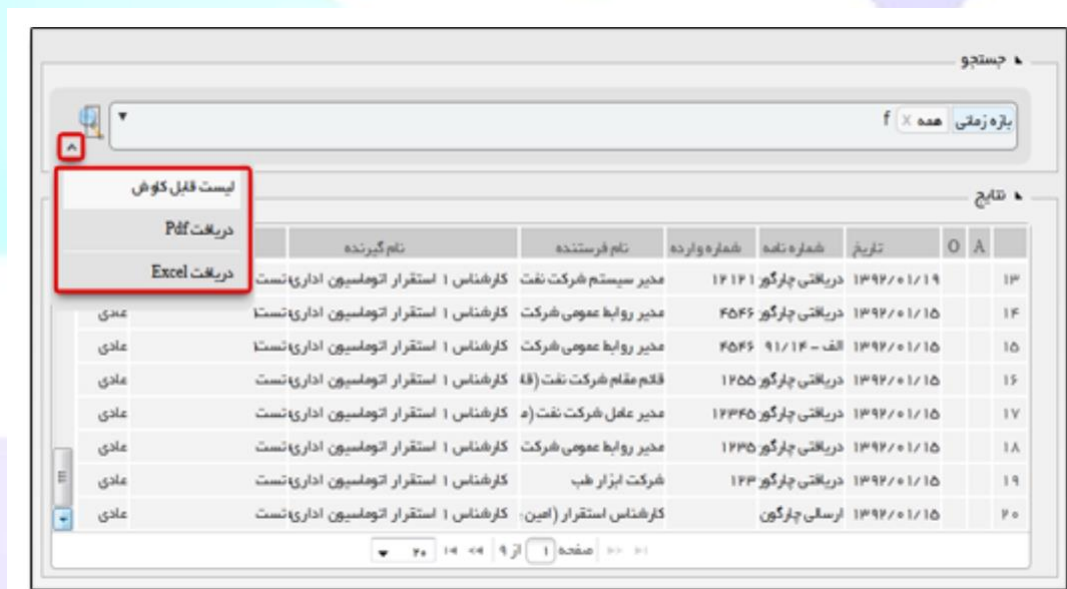 جستجو
بازه زمانی همه X f
لیست قابل کاوش
دریافت Pdf
دریافت Excel
نتایج
A O تاریخ شماره نامه شماره وارده نام فرستنده نام گیرنده
۱۳ ۱۳۹۲/۰۱/۱۹ دریافتی چارگور ۱۲۱۲۱ مدیر سیستم شرکت نفت کارشناس ۱ استقرار اتوماسیون اداری تست
۱۴ ۱۳۹۲/۰۱/۱۵ دریافتی چارگور ۴۵۴۶ مدیر روابط عمومی شرکت کارشناس ۱ استقرار اتوماسیون اداری تست عادی
۱۵ ۱۳۹۲/۰۱/۱۵ الف – ۹۱/۱۴ ۴۵۴۶ مدیر روابط عمومی شرکت کارشناس ۱ استقرار اتوماسیون اداری تست عادی
۱۶ ۱۳۹۲/۰۱/۱۵ دریافتی چارگور ۱۲۵۵ قائم مقام شرکت نفت (قا کارشناس ۱ استقرار اتوماسیون اداری تست عادی
۱۷ ۱۳۹۲/۰۱/۱۵ دریافتی چارگور ۱۲۳۴۵ مدیر عامل شرکت نفت (م کارشناس ۱ استقرار اتوماسیون اداری تست عادی
۱۸ ۱۳۹۲/۰۱/۱۵ دریافتی چارگور ۱۲۳۵ مدیر روابط عمومی شرکت کارشناس ۱ استقرار اتوماسیون اداری تست عادی
۱۹ ۱۳۹۲/۰۱/۱۵ دریافتی چارگور ۱۲۳ شرکت ابزار طب کارشناس ۱ استقرار اتوماسیون اداری تست عادی
۲۰ ۱۳۹۲/۰۱/۱۵ ارسالی چارگون کارشناس استقرار (امین کارشناس ۱ استقرار اتوماسیون اداری تست عادی
صفحه ۱ از ۹ ۲۰